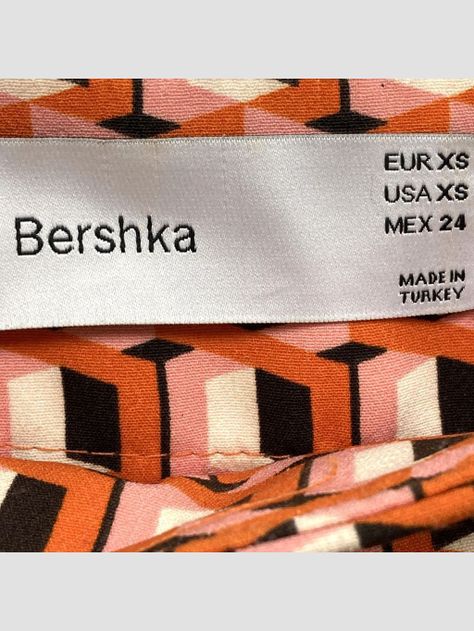 Bershka
EUR XS
USA XS
MEX 24
MADE IN
TURKEY